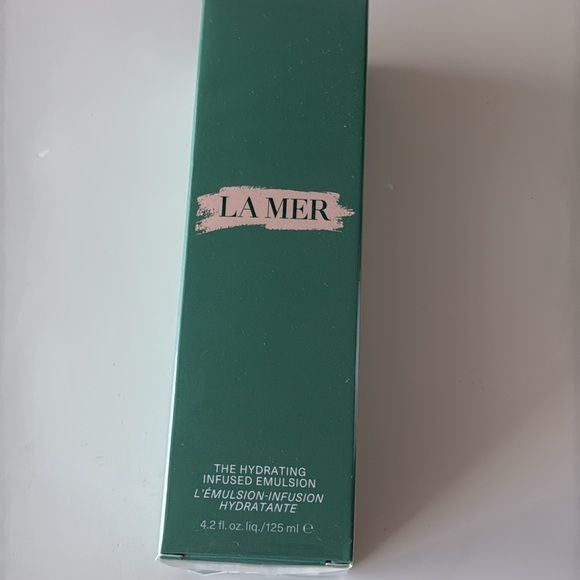 LA MER
THE HYDRATING
INFUSED EMULSION
L'ÉMULSION-INFUSION
HYDRATANTE
4.2 fl. oz. liq./125 ml ℮